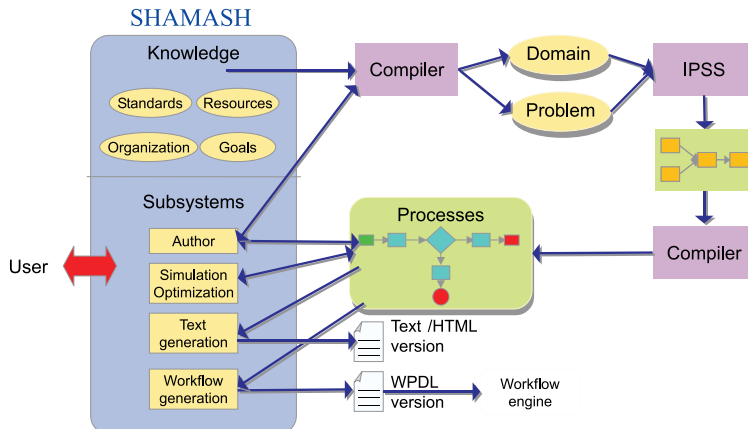 SHAMASH
Knowledge
Standards
Resources
Organization
Goals
Subsystems
Author
Simulation
Optimization
Text
generation
Workflow
generation
User
Compiler
Domain
Problem
IPSS
Compiler
Processes
Text /HTML
version
WPDL
version
Workflow
engine